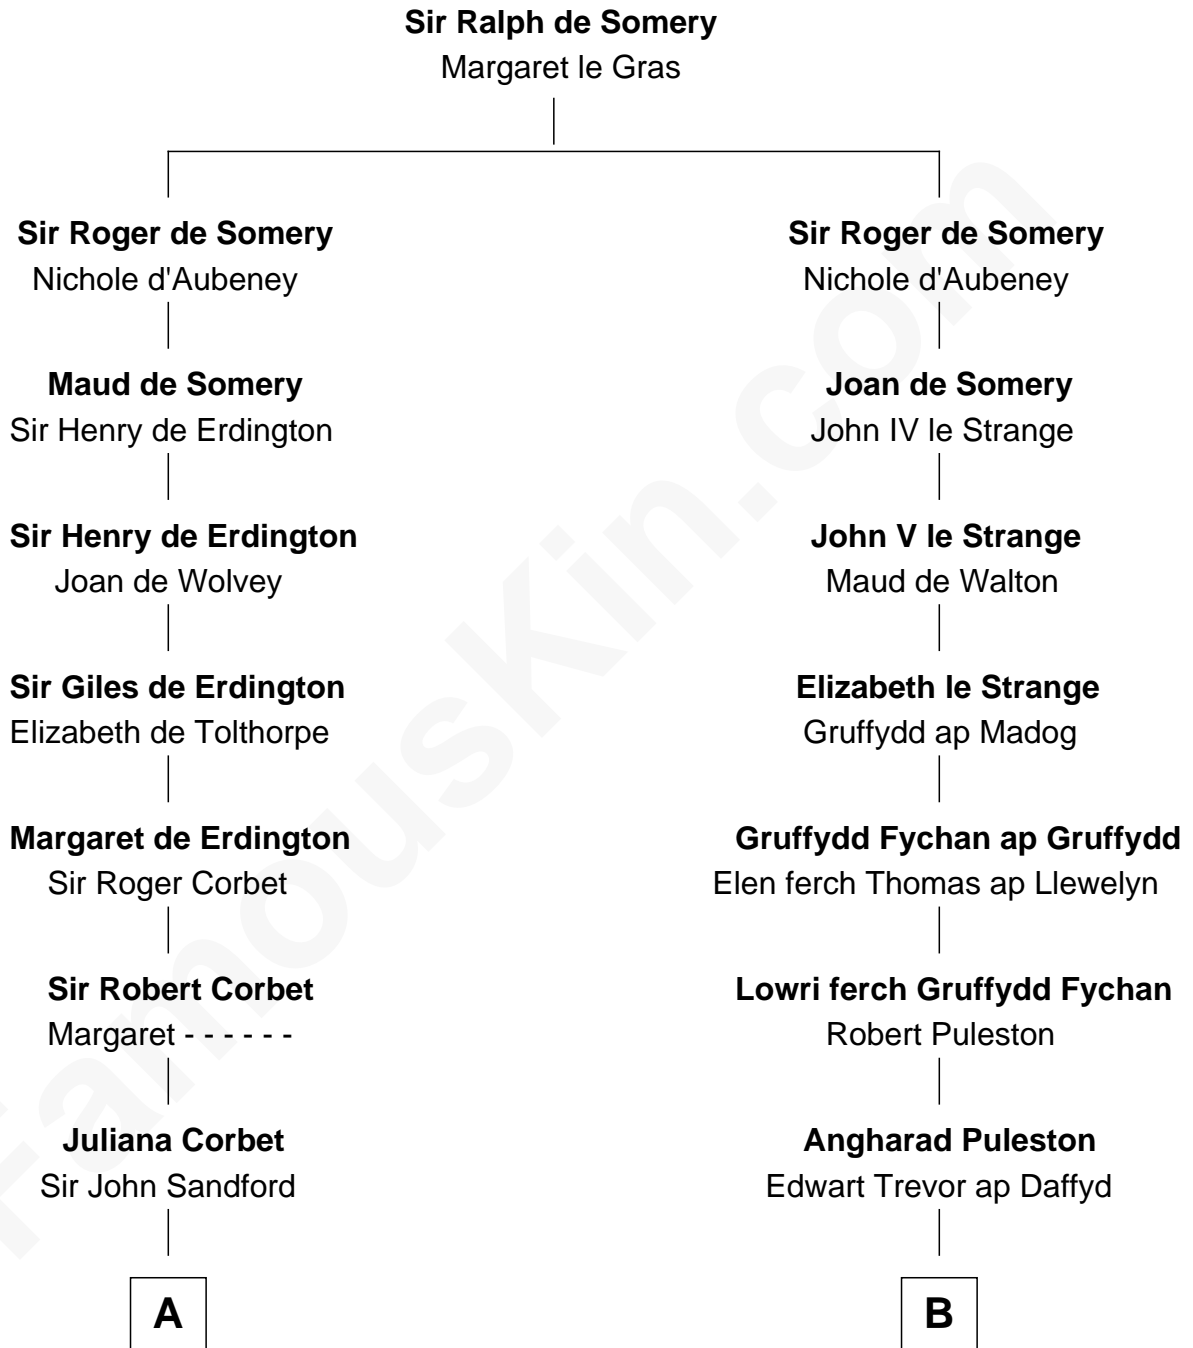 Sir Ralph de Somery
Margaret le Gras
Sir Roger de Somery
Nichole d'Aubeney
Sir Roger de Somery
Nichole d'Aubeney
Maud de Somery
Sir Henry de Erdington
Joan de Somery
John IV le Strange
Sir Henry de Erdington
Joan de Wolvey
John V le Strange
Maud de Walton
Sir Giles de Erdington
Elizabeth de Tolthorpe
Elizabeth le Strange
Gruffydd ap Madog
Margaret de Erdington
Sir Roger Corbet
Gruffydd Fychan ap Gruffydd
Elen ferch Thomas ap Llewelyn
Sir Robert Corbet
Margaret - - - - - -
Lowri ferch Gruffydd Fychan
Robert Puleston
Juliana Corbet
Sir John Sandford
Angharad Puleston
Edwart Trevor ap Daffyd
A
B
FamousKin.com